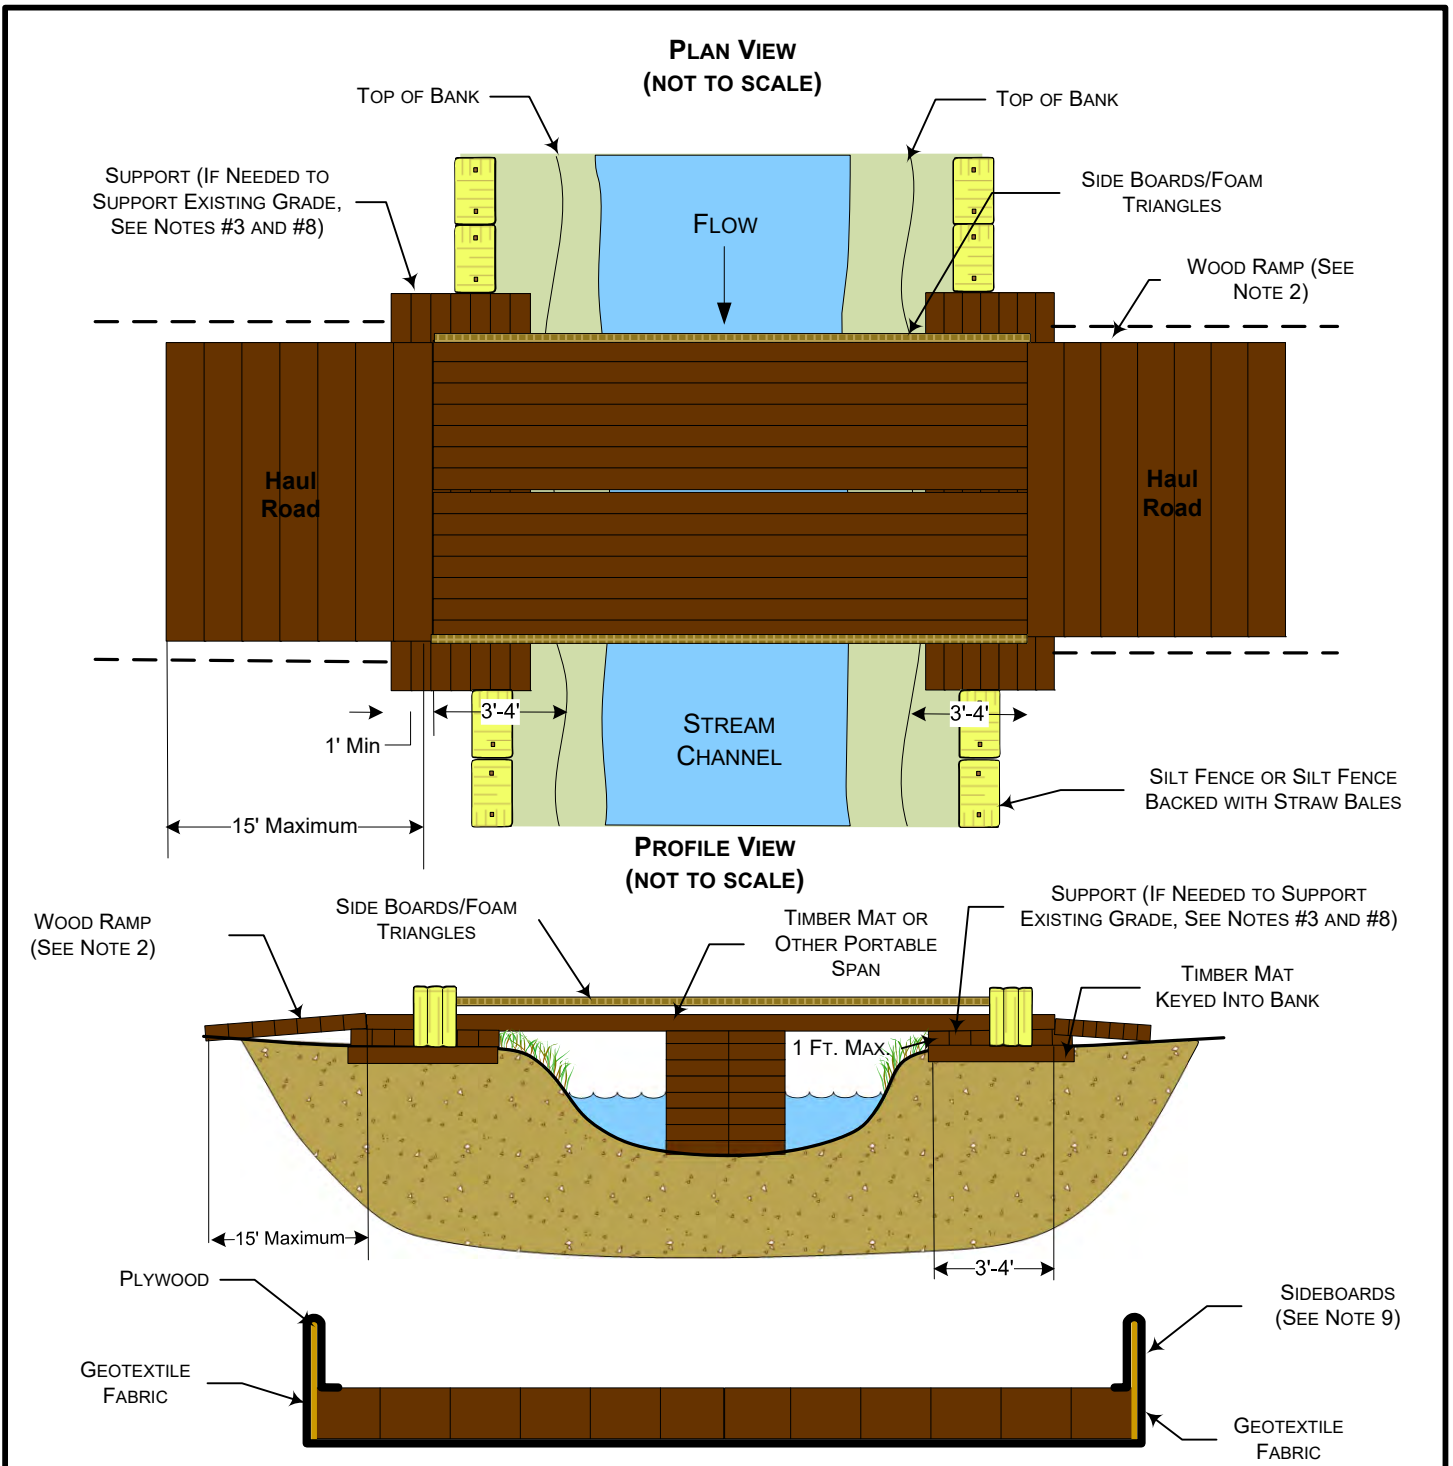 PLAN VIEW
(NOT TO SCALE)
TOP OF BANK
TOP OF BANK
SUPPORT (IF NEEDED TO
SUPPORT EXISTING GRADE,
SEE NOTES #3 AND #8)
SIDE BOARDS/FOAM
TRIANGLES
FLOW
WOOD RAMP (SEE
NOTE 2)
Haul
Road
Haul
Road
3'-4'
3'-4'
1' Min
STREAM
CHANNEL
SILT FENCE OR SILT FENCE
BACKED WITH STRAW BALES
15' Maximum
PROFILE VIEW
(NOT TO SCALE)
WOOD RAMP
(SEE NOTE 2)
SIDE BOARDS/FOAM
TRIANGLES
TIMBER MAT OR
OTHER PORTABLE
SPAN
SUPPORT (IF NEEDED TO SUPPORT
EXISTING GRADE, SEE NOTES #3 AND #8)
TIMBER MAT
KEYED INTO BANK
1 FT. MAX.
15' Maximum
3'-4'
PLYWOOD
SIDEBOARDS
(SEE NOTE 9)
GEOTEXTILE
FABRIC
GEOTEXTILE
FABRIC